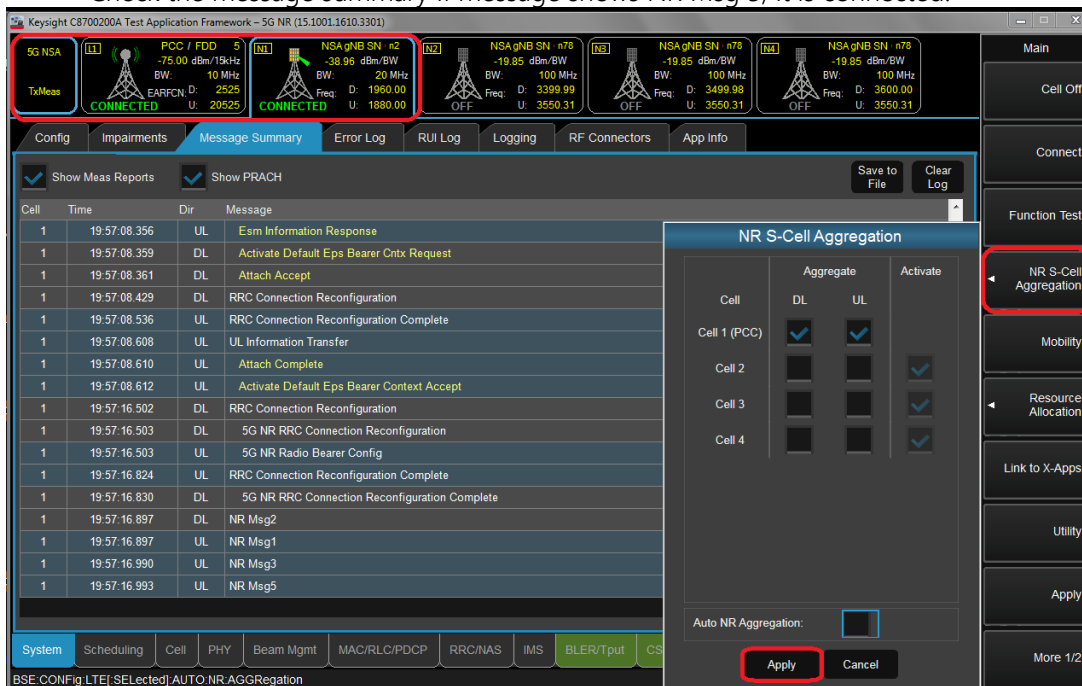 Check the message summary if message shows NR msg 5, it is connected.
Keysight C8700200A Test Application Framework – 5G NR (15.1001.1610.3301)
5G NSA
TxMeas
L1
PCC / FDD 5
-75.00 dBm/15kHz
BW: 10 MHz
EARFCN: D: 2525
U: 20525
CONNECTED
N1
NSA gNB SN : n2
-38.96 dBm/BW
BW: 20 MHz
Freq: D: 1960.00
U: 1880.00
CONNECTED
N2
NSA gNB SN : n78
-19.85 dBm/BW
BW: 100 MHz
Freq: D: 3399.99
U: 3550.31
OFF
N3
NSA gNB SN : n78
-19.85 dBm/BW
BW: 100 MHz
Freq: D: 3499.98
U: 3550.31
OFF
N4
NSA gNB SN : n78
-19.85 dBm/BW
BW: 100 MHz
Freq: D: 3600.00
U: 3550.31
OFF
Config Impairments Message Summary Error Log RUI Log Logging RF Connectors App Info
Show Meas Reports Show PRACH Save to File Clear Log
Cell Time Dir Message
1 19:57:08.356 UL Esm Information Response
1 19:57:08.359 DL Activate Default Eps Bearer Cntx Request
1 19:57:08.361 DL Attach Accept
1 19:57:08.429 DL RRC Connection Reconfiguration
1 19:57:08.536 UL RRC Connection Reconfiguration Complete
1 19:57:08.608 UL UL Information Transfer
1 19:57:08.610 UL Attach Complete
1 19:57:08.612 UL Activate Default Eps Bearer Context Accept
1 19:57:16.502 DL RRC Connection Reconfiguration
1 19:57:16.503 DL 5G NR RRC Connection Reconfiguration
1 19:57:16.503 UL 5G NR Radio Bearer Config
1 19:57:16.824 UL RRC Connection Reconfiguration Complete
1 19:57:16.830 DL 5G NR RRC Connection Reconfiguration Complete
1 19:57:16.897 DL NR Msg2
1 19:57:16.897 UL NR Msg1
1 19:57:16.990 UL NR Msg3
1 19:57:16.993 UL NR Msg5
NR S-Cell Aggregation
Aggregate Activate
Cell DL UL
Cell 1 (PCC)
Cell 2
Cell 3
Cell 4
Auto NR Aggregation:
Apply Cancel
System Scheduling Cell PHY Beam Mgmt MAC/RLC/PDCP RRC/NAS IMS BLER/Tput CS
BSE:CONFig:LTE[:SELected]:AUTO:NR:AGGRegation
Main
Cell Off
Connect
Function Test
NR S-Cell
Aggregation
Mobility
Resource
Allocation
Link to X-Apps
Utility
Apply
More 1/2